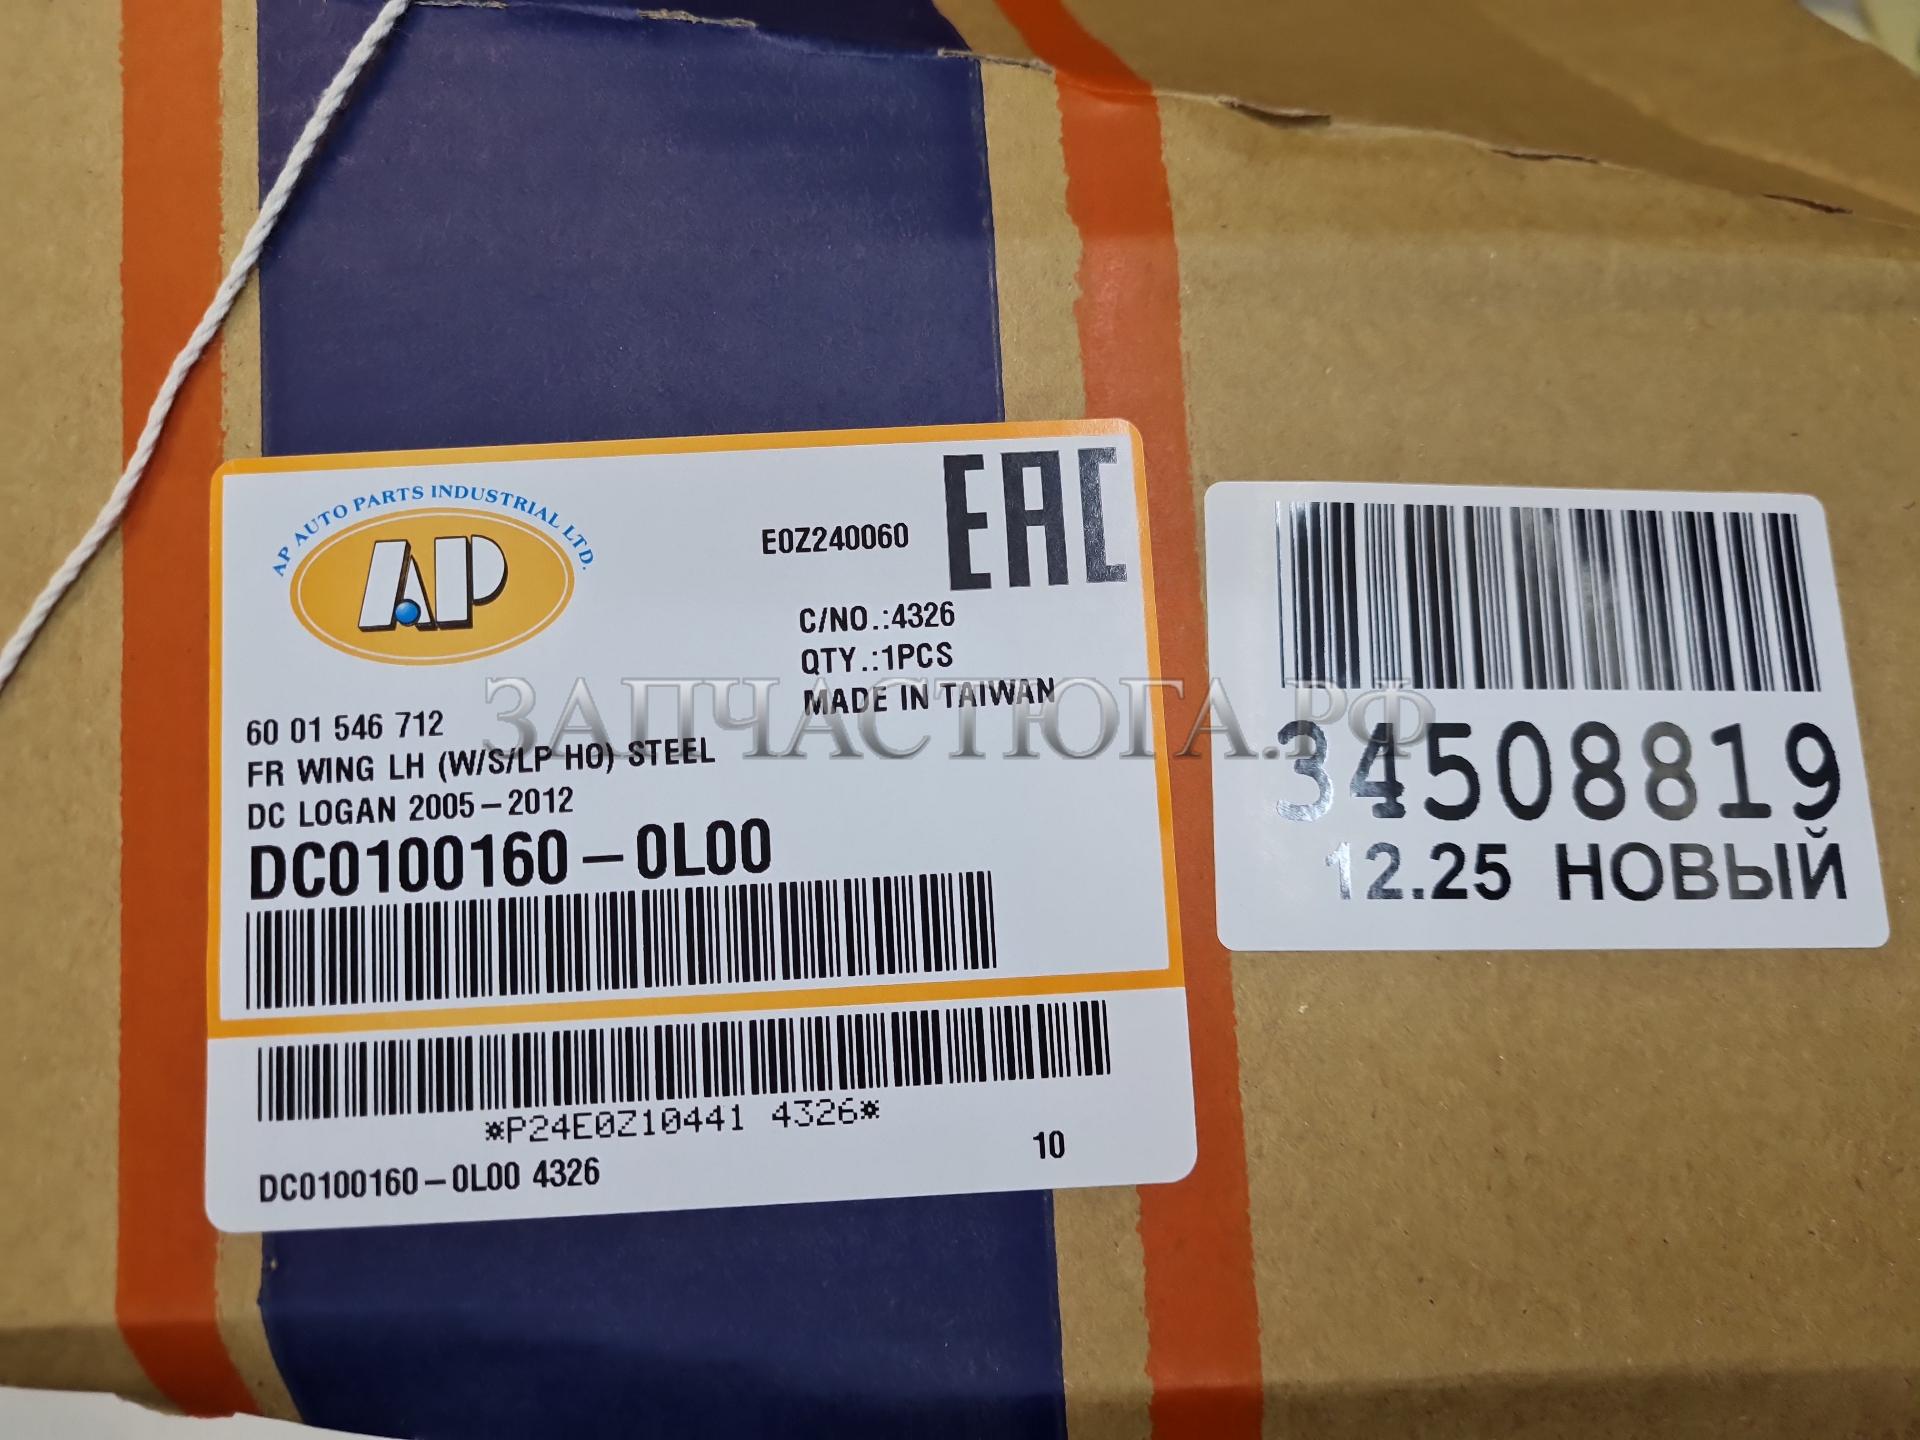 AP AUTO PARTS INDUSTRIAL LTD.
AP
E0Z240060
EAC
C/NO.:4326
QTY.:1PCS
MADE IN TAIWAN
60 01 546 712
FR WING LH (W/S/LP HO) STEEL
DC LOGAN 2005-2012
DC0100160-0L00
*P24E0Z10441 4326*
DC0100160-0L00 4326
10
34508819
12.25 НОВЫЙ
ЗАПЧАСТЮГА.РФ